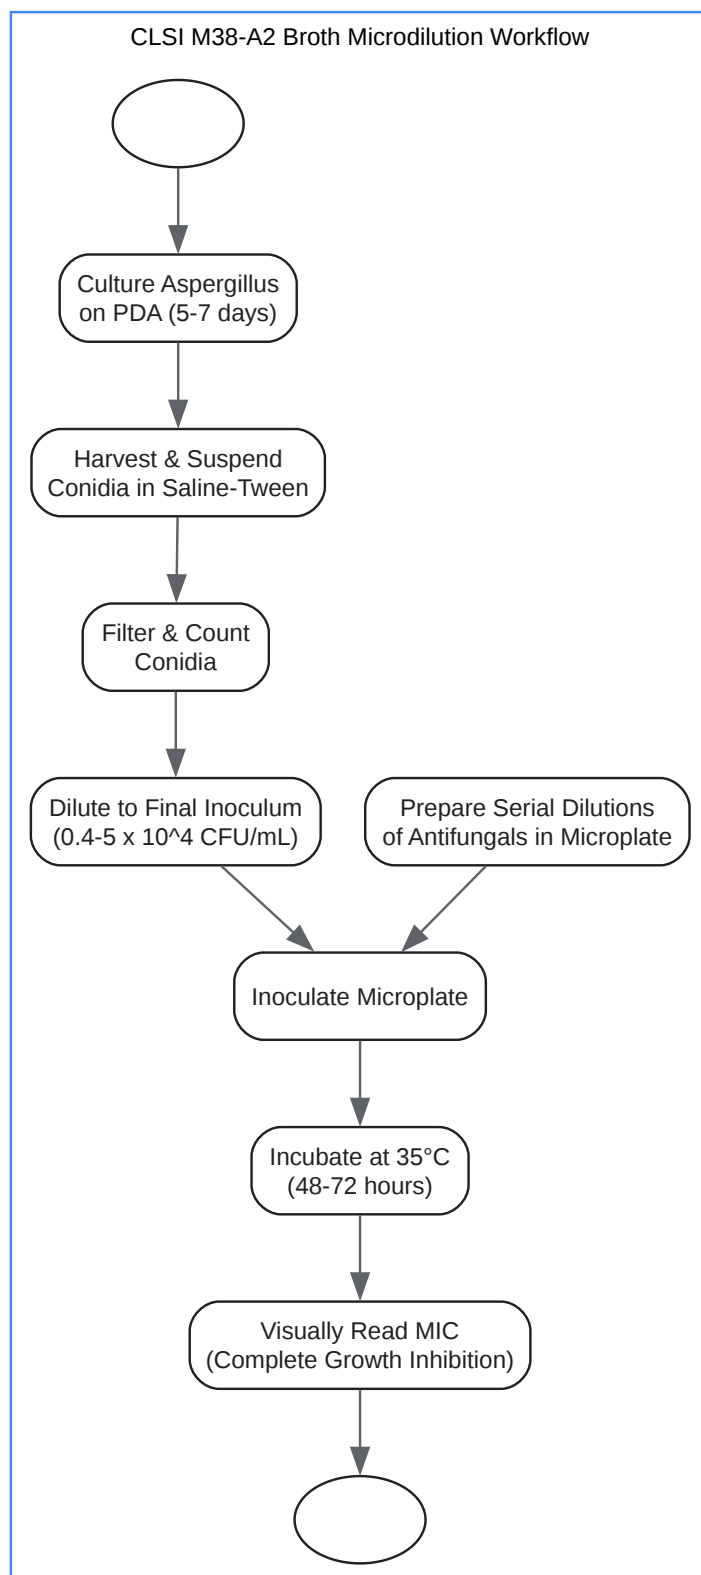 CLSI M38-A2 Broth Microdilution Workflow
Culture Aspergillus
on PDA (5-7 days)
Harvest & Suspend
Conidia in Saline-Tween
Filter & Count
Conidia
Dilute to Final Inoculum
(0.4-5 x 10^4 CFU/mL)
Prepare Serial Dilutions
of Antifungals in Microplate
Inoculate Microplate
Incubate at 35°C
(48-72 hours)
Visually Read MIC
(Complete Growth Inhibition)